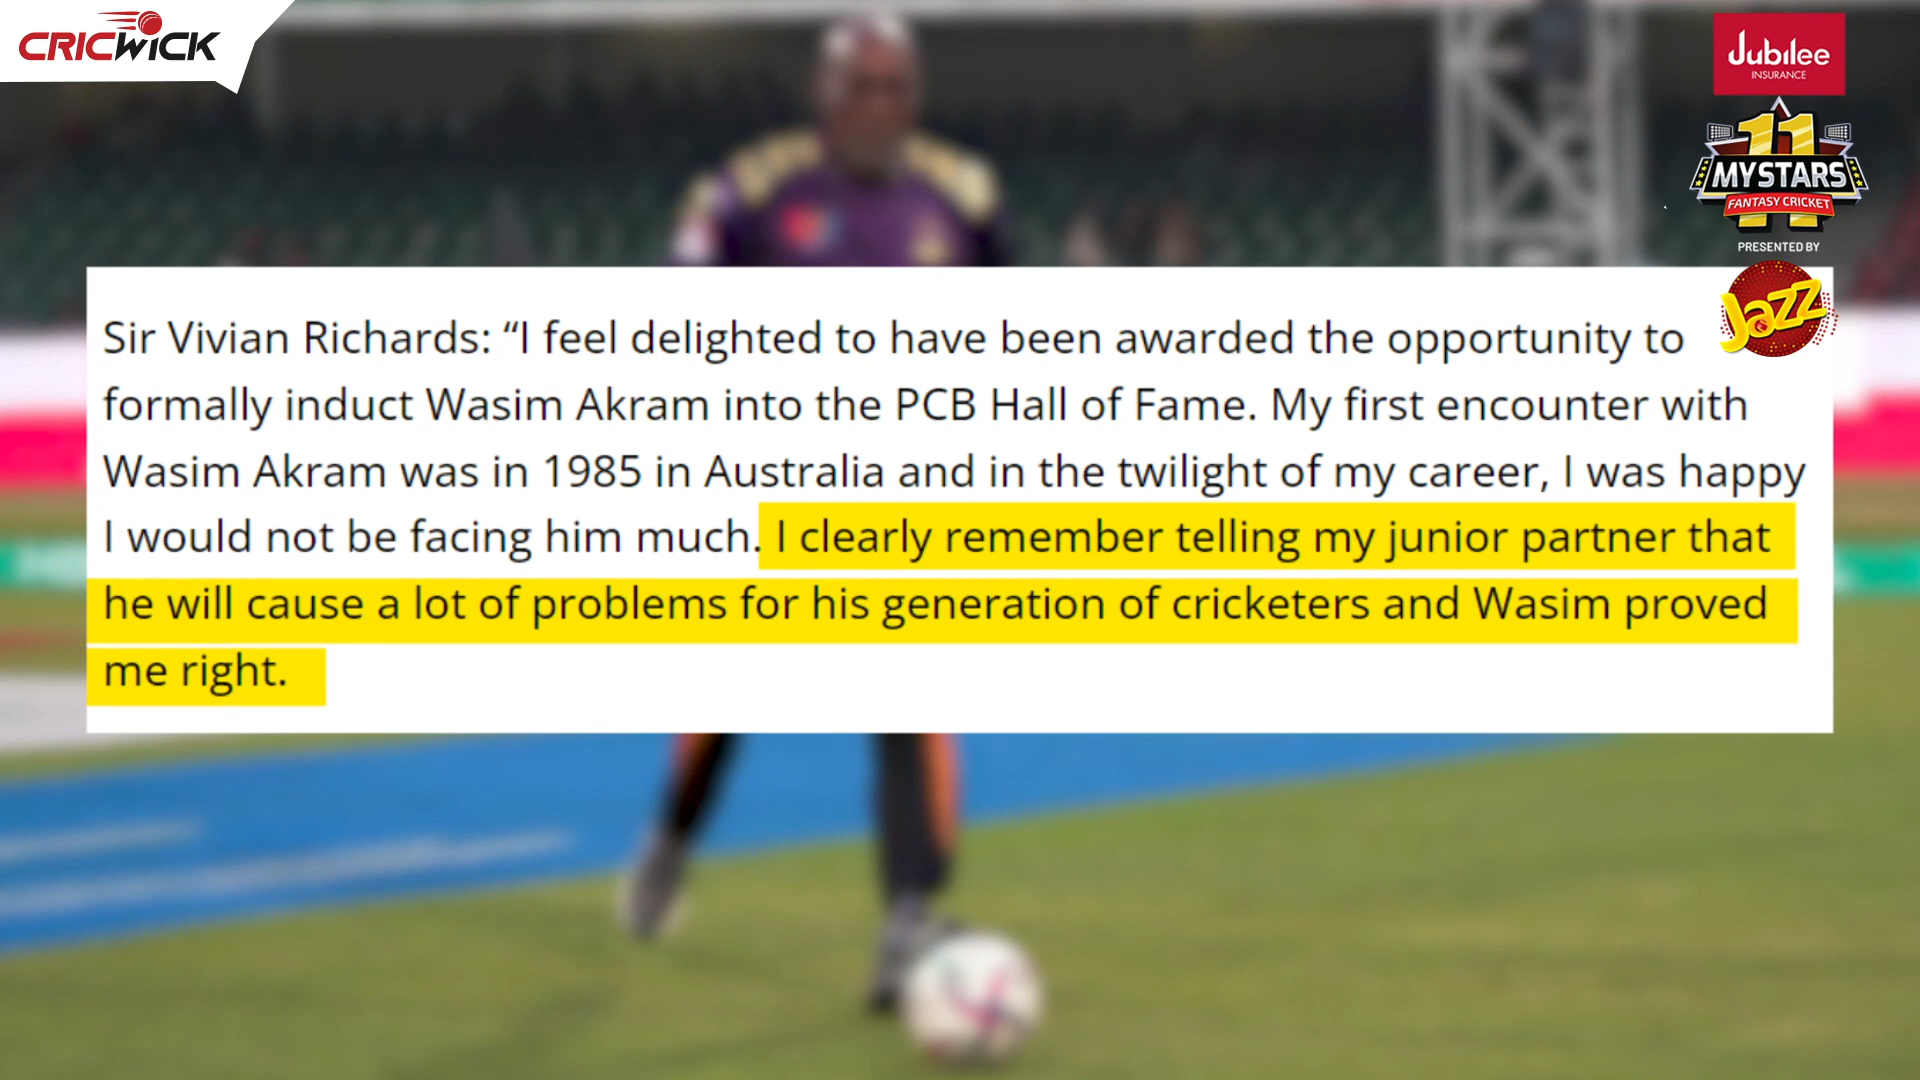 CRICWICK
Jubilee
INSURANCE
11
MYSTARS
FANTASY CRICKET
PRESENTED BY
Jazz
Sir Vivian Richards: “I feel delighted to have been awarded the opportunity to
formally induct Wasim Akram into the PCB Hall of Fame. My first encounter with
Wasim Akram was in 1985 in Australia and in the twilight of my career, I was happy
I would not be facing him much. I clearly remember telling my junior partner that
he will cause a lot of problems for his generation of cricketers and Wasim proved
me right.